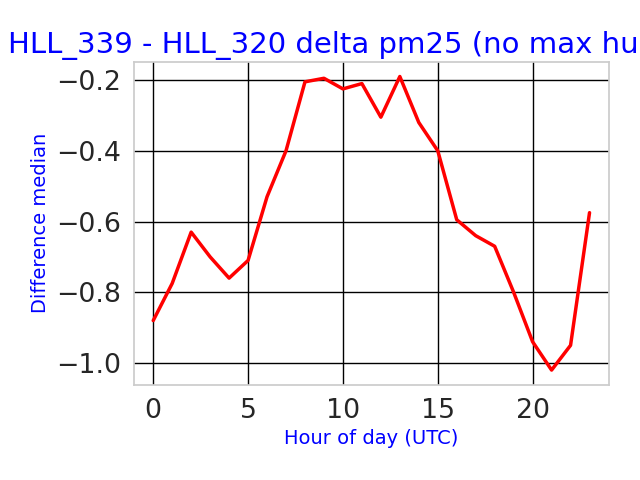 HLL_339 - HLL_320 delta pm25 (no max hu
−0.2
−0.4
−0.6
−0.8
−1.0
Difference median
0 5 10 15 20
Hour of day (UTC)